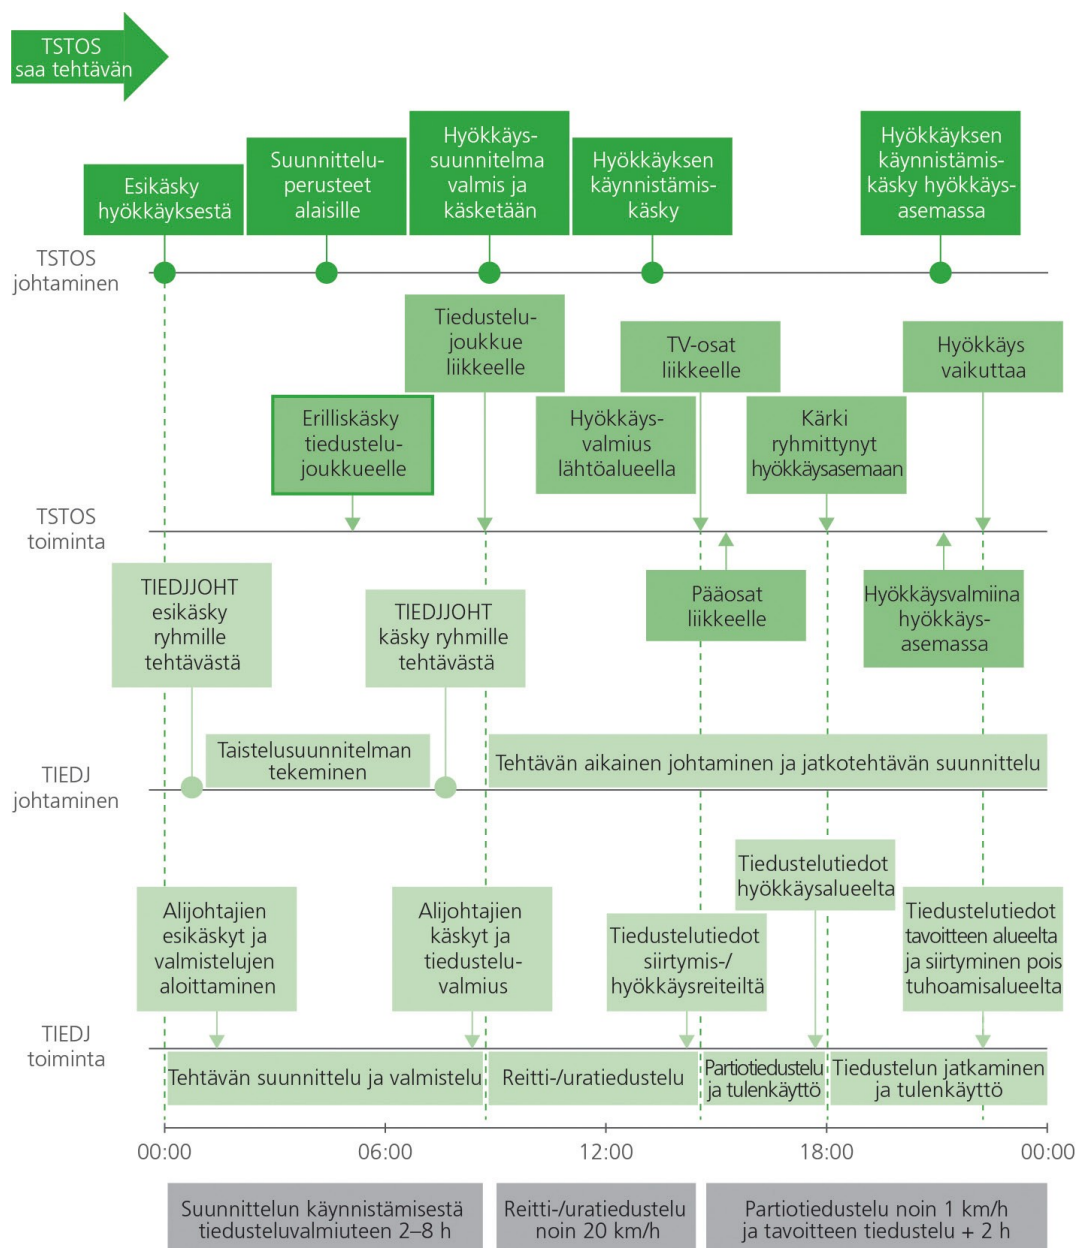 TSTOS
saa tehtävän
Esikäsky
hyökkäyksestä
Suunnittelu-
perusteet
alaisille
Hyökkäys-
suunnitelma
valmis ja
käsketään
Hyökkäyksen
käynnistämis-
käsky
Hyökkäyksen
käynnistämis-
käsky hyökkäys-
asemassa
TSTOS
johtaminen
Tiedustelu-
joukkue
liikkeelle
TV-osat
liikkeelle
Hyökkäys
vaikuttaa
Erilliskäsky
tiedustelu-
joukkueelle
Hyökkäys-
valmius
lähtöalueella
Kärki
ryhmittynyt
hyökkäysasemaan
TSTOS
toiminta
TIEDJJOHT
esikäsky
ryhmille
tehtävästä
TIEDJJOHT
käsky ryhmille
tehtävästä
Pääosat
liikkeelle
Hyökkäysvalmiina
hyökkäys-
asemassa
Taistelusuunnitelman
tekeminen
Tehtävän aikainen johtaminen ja jatkotehtävän suunnittelu
TIEDJ
johtaminen
Alijohtajien
esikäskyt ja
valmistelujen
aloittaminen
Alijohtajien
käskyt ja
tiedustelu-
valmius
Tiedustelutiedot
siirtymis-/
hyökkäysreiteiltä
Tiedustelutiedot
hyökkäysalueelta
Tiedustelutiedot
tavoitteen alueelta
ja siirtyminen pois
tuhoamisalueelta
TIEDJ
toiminta
Tehtävän suunnittelu ja valmistelu
Reitti-/uratiedustelu
Partiotiedustelu
ja tulenkäyttö
Tiedustelun jatkaminen
ja tulenkäyttö
00:00 06:00 12:00 18:00 00:00
Suunnittelun käynnistämisestä
tiedusteluvalmiuteen 2–8 h
Reitti-/uratiedustelu
noin 20 km/h
Partiotiedustelu noin 1 km/h
ja tavoitteen tiedustelu + 2 h